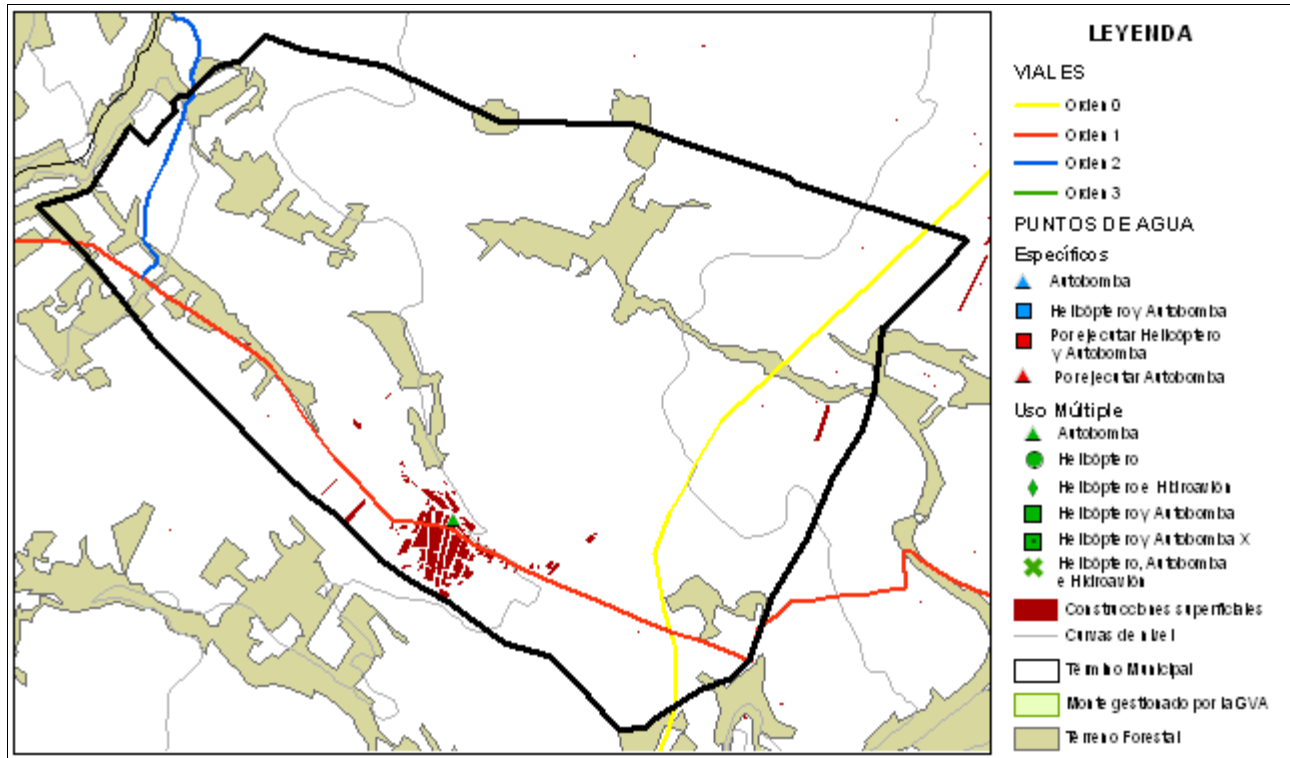 LEYENDA
VIALES
Orden 0
Orden 1
Orden 2
Orden 3
PUNTOS DE AGUA
Específicos
Autobomba
Helicóptero y Autobomba
Por ejecutar Helicóptero
y Autobomba
Por ejecutar Autobomba
Uso Múltiple
Autobomba
Helicóptero
Helicóptero e Hidroavión
Helicóptero y Autobomba
Helicóptero y Autobomba X
Helicóptero, Autobomba
e Hidroavión
Construcciones superficiales
Curvas de nivel
Término Municipal
Monte gestionado por la GVA
Terreno Forestal